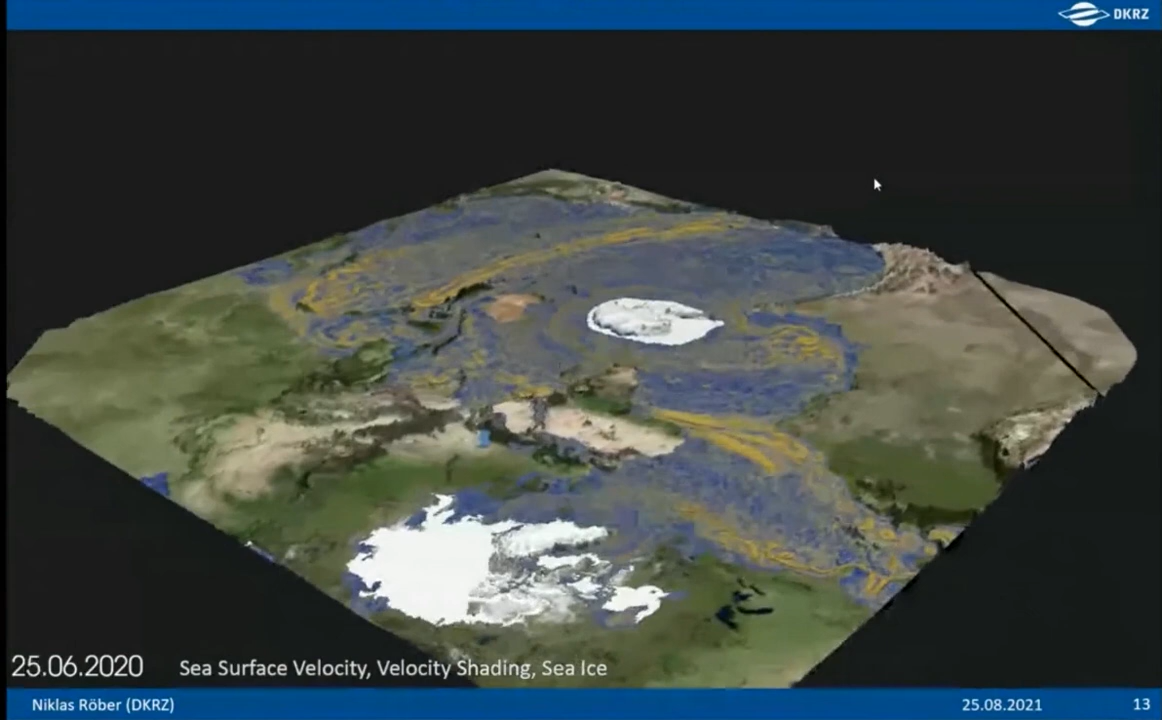 DKRZ
25.06.2020
Sea Surface Velocity, Velocity Shading, Sea Ice
Niklas Röber (DKRZ)
25.08.2021
13